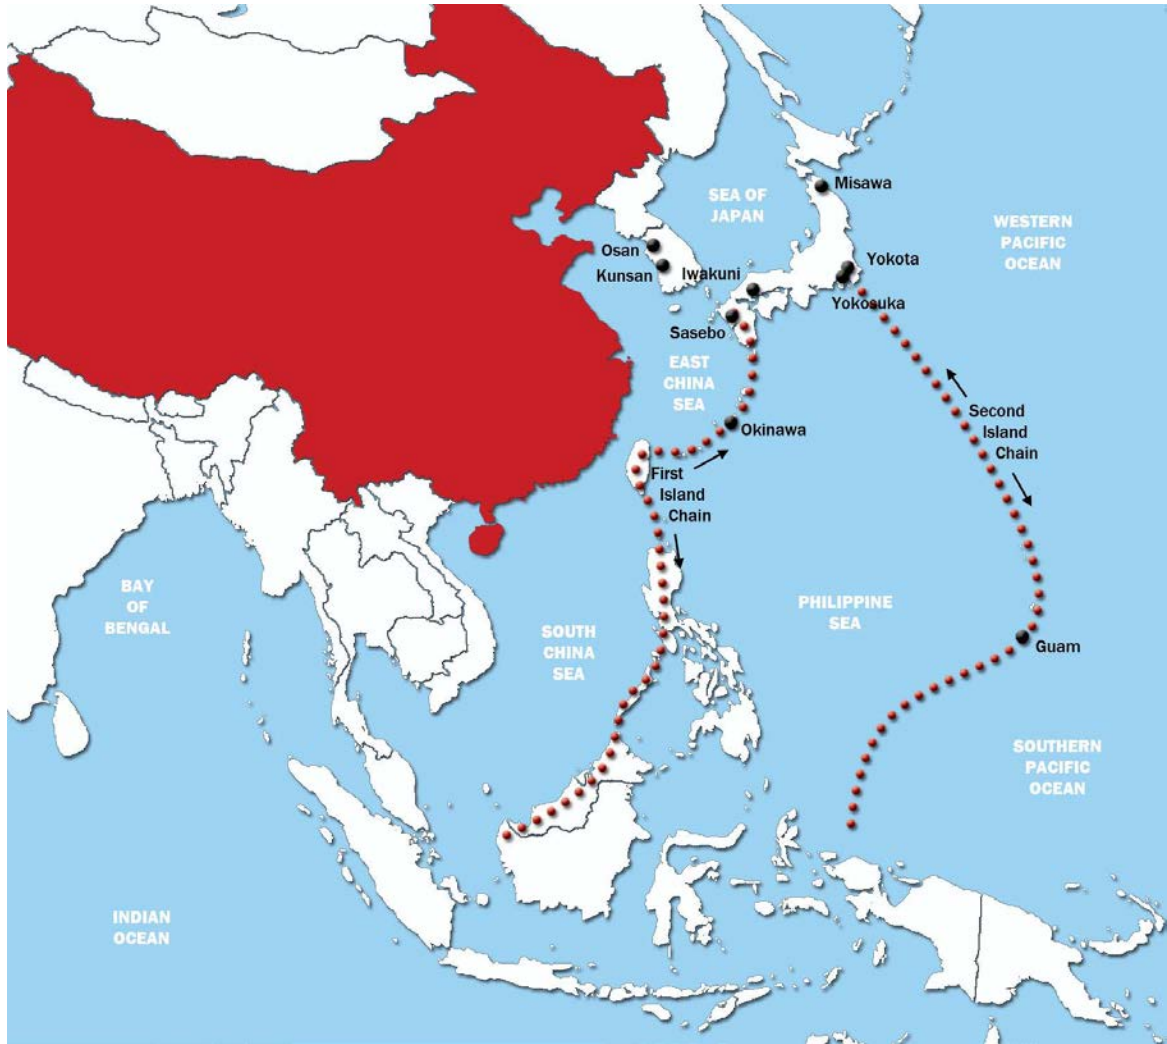 Misawa
SEA OF
JAPAN
WESTERN
PACIFIC
OCEAN
Osan
Kunsan
Iwakuni
Yokota
Yokosuka
Sasebo
EAST
CHINA
SEA
Second
Island
Chain
Okinawa
First
Island
Chain
BAY
OF
BENGAL
PHILIPPINE
SEA
SOUTH
CHINA
SEA
Guam
SOUTHERN
PACIFIC
OCEAN
INDIAN
OCEAN